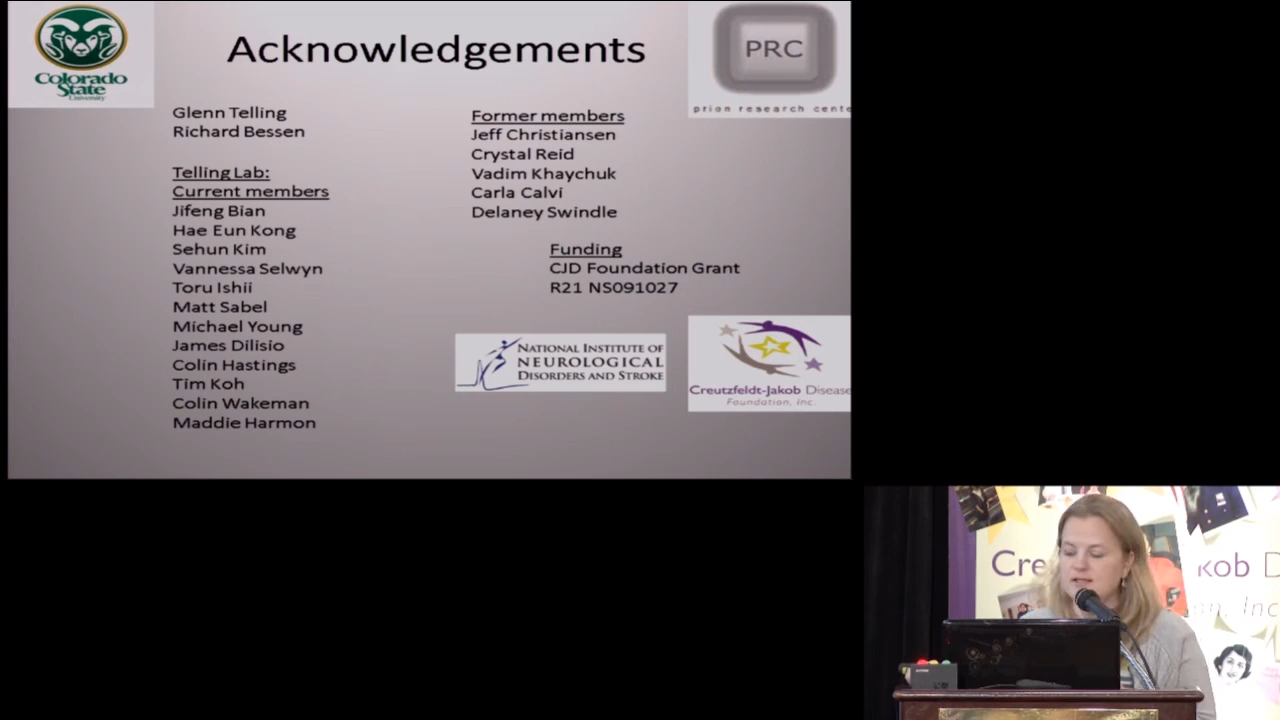 Colorado
State
University
Acknowledgements
PRC
prion research cente
Glenn Telling
Richard Bessen
Telling Lab:
Current members
Jifeng Bian
Hae Eun Kong
Sehun Kim
Vannessa Selwyn
Toru Ishii
Matt Sabel
Michael Young
James Dilisio
Colin Hastings
Tim Koh
Colin Wakeman
Maddie Harmon
Former members
Jeff Christiansen
Crystal Reid
Vadim Khaychuk
Carla Calvi
Delaney Swindle
Funding
CJD Foundation Grant
R21 NS091027
NATIONAL INSTITUTE OF
NEUROLOGICAL
DISORDERS AND STROKE
Creutzfeldt-Jakob Disease
Foundation, Inc.
Cre kob D
n, Inc